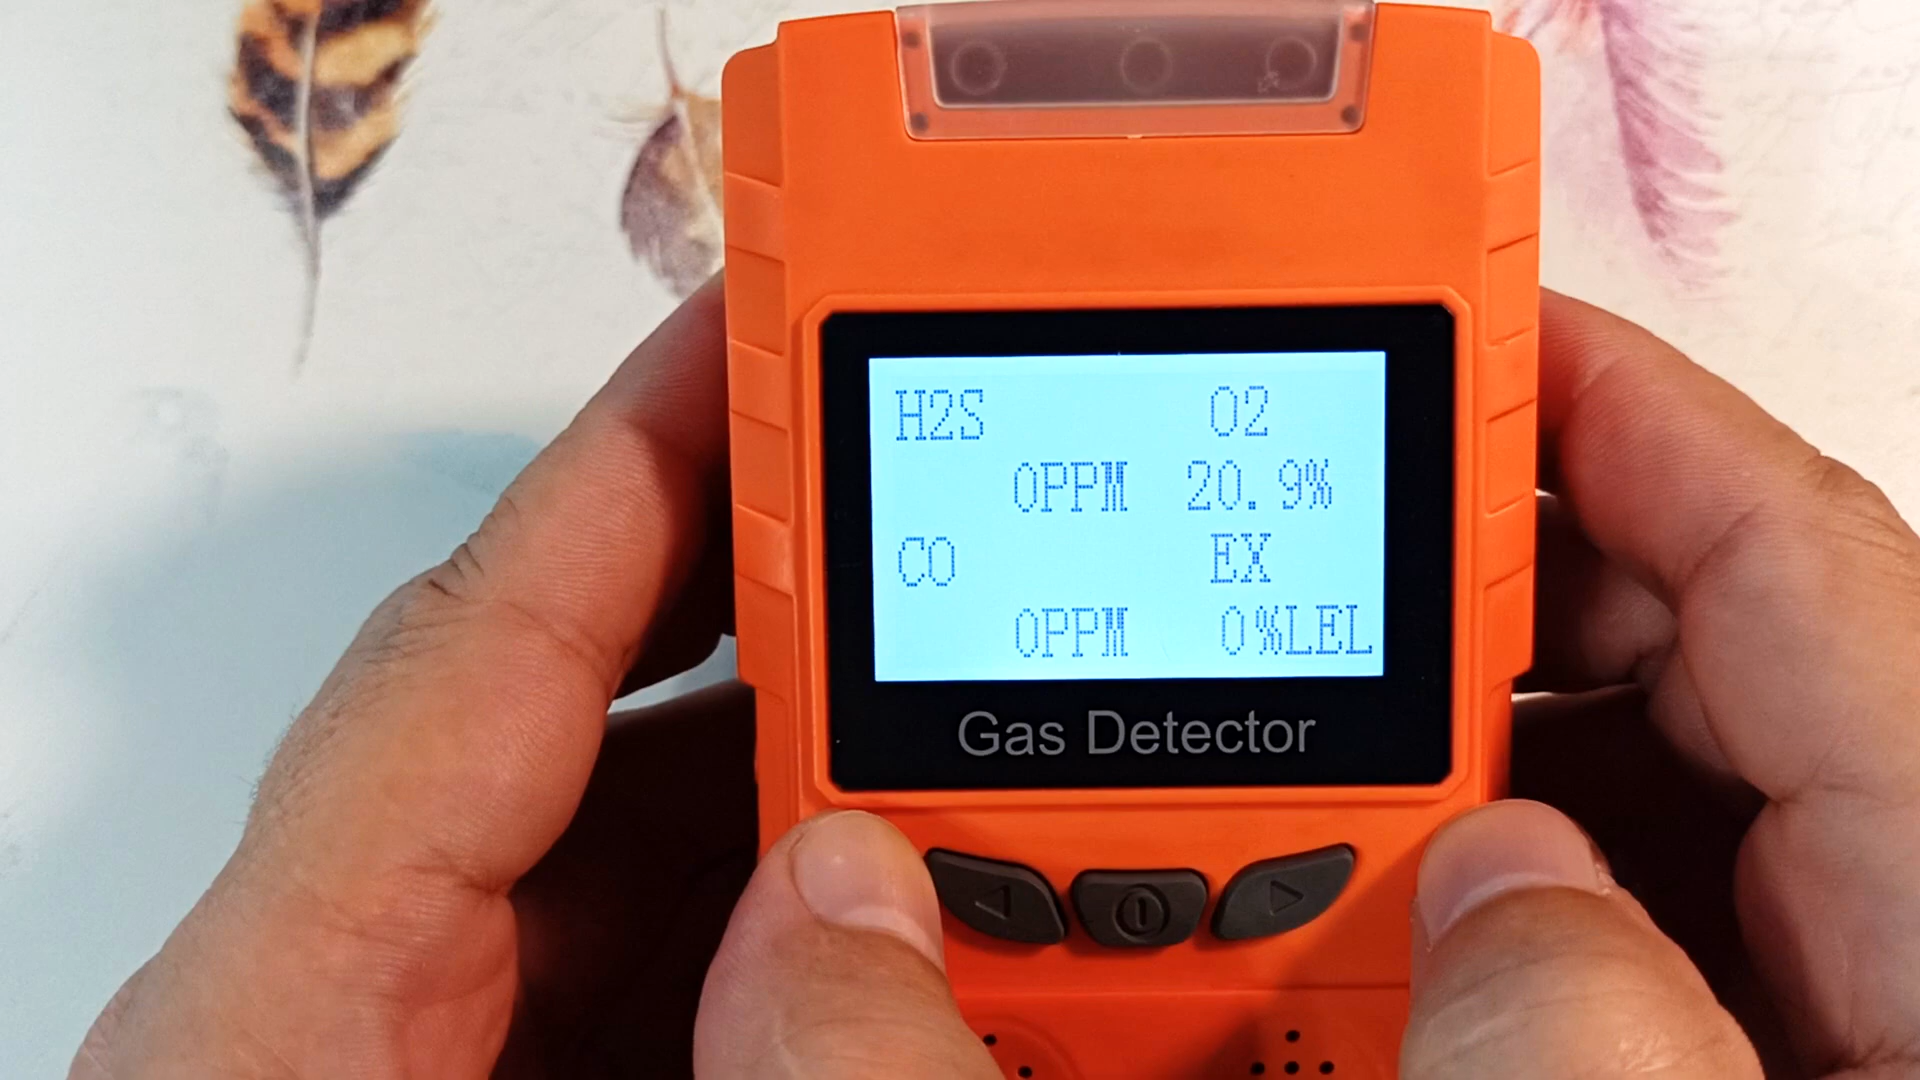 H2S O2
0PPM 20.9%
CO EX
0PPM 0%LEL
Gas Detector